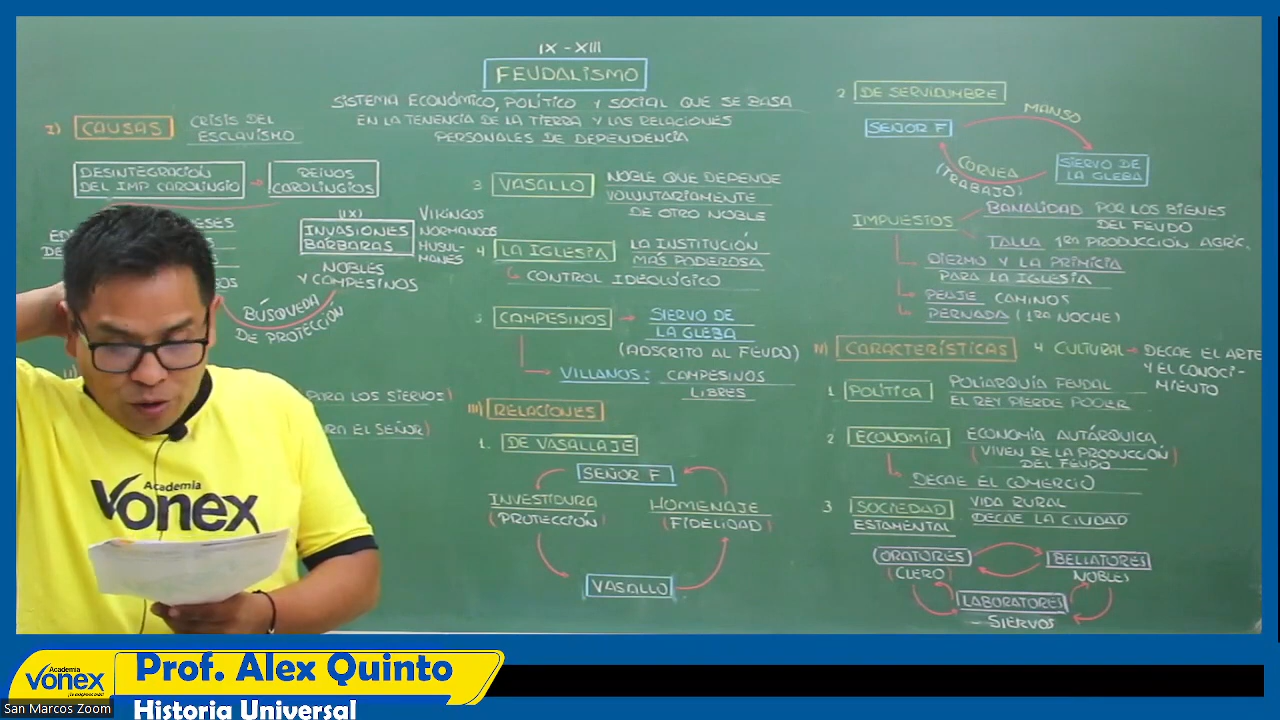 IX - XIII
FEUDALISMO
SISTEMA ECONÓMICO, POLÍTICO Y SOCIAL QUE SE BASA
EN LA TENENCIA DE LA TIERRA Y LAS RELACIONES
PERSONALES DE DEPENDENCIA
I) CAUSAS
CRISIS DEL
ESCLAVISMO
DESINTEGRACIÓN
DEL IMP CAROLINGIO
REINOS
CAROLINGIOS
(IX)
INVASIONES
BÁRBARAS
VIKINGOS
NORMANDOS
MUSUL-
MANES
NOBLES
Y CAMPESINOS
BÚSQUEDA
DE PROTECCIÓN
PARA LOS SIERVOS)
EL SEÑOR)
3 VASALLO
NOBLE QUE DEPENDE
VOLUNTARIAMENTE
DE OTRO NOBLE
4 LA IGLESIA
LA INSTITUCIÓN
MÁS PODEROSA
CONTROL IDEOLÓGICO
5 CAMPESINOS
SIERVO DE
LA GLEBA
(ADSCRITO AL FEUDO)
VILLANOS: CAMPESINOS
LIBRES
III) RELACIONES
1. DE VASALLAJE
SEÑOR F
INVESTIDURA
(PROTECCIÓN)
HOMENAJE
(FIDELIDAD)
VASALLO
2 DE SERVIDUMBRE
MANSO
SEÑOR F
SIERVO DE
LA GLEBA
CORVEA
(TRABAJO)
IMPUESTOS
BANALIDAD POR LOS BIENES
DEL FEUDO
TALLA 1RA PRODUCCIÓN AGRIC.
DIEZMO Y LA PRIMICIA
PARA LA IGLESIA
PEAJE CAMINOS
PERNADA (1RA NOCHE)
IV) CARACTERÍSTICAS
4 CULTURAL
DECAE EL ARTE
Y EL CONOCI-
MIENTO
1 POLÍTICA
POLIARQUÍA FEUDAL
EL REY PIERDE PODER
2 ECONOMÍA
ECONOMÍA AUTÁRQUICA
(VIVEN DE LA PRODUCCIÓN)
DEL FEUDO
DECAE EL COMERCIO
3 SOCIEDAD
ESTAMENTAL
VIDA RURAL
DECAE LA CIUDAD
ORATORES
(CLERO)
BELLATORES
NOBLES
LABORATORES
- SIERVOS
Academia
Vonex
Academia
Vonex
Prof. Alex Quinto
Historia Universal
San Marcos Zoom